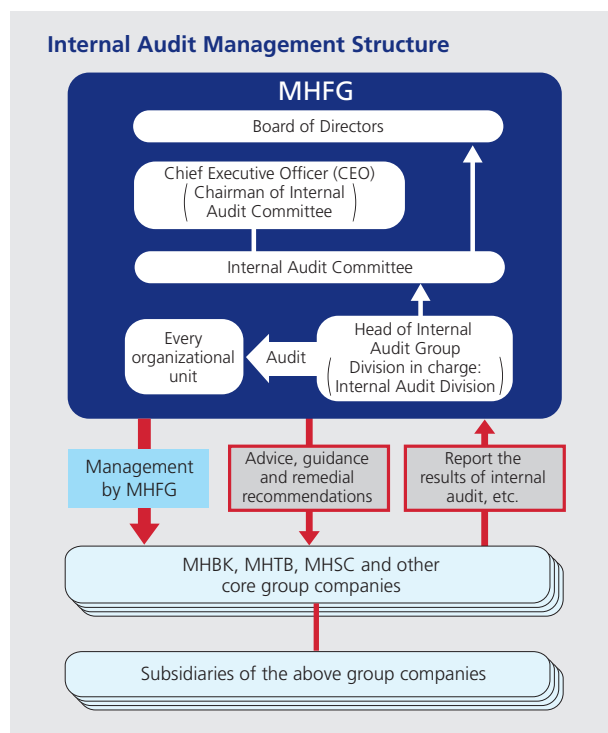 Internal Audit Management Structure
MHFG
Board of Directors
Chief Executive Officer (CEO)
(Chairman of Internal
Audit Committee)
Internal Audit Committee
Every
organizational
unit
Audit
Head of Internal
Audit Group
(Division in charge:
Internal Audit Division)
Management
by MHFG
Advice, guidance
and remedial
recommendations
Report the
results of internal
audit, etc.
MHBK, MHTB, MHSC and other
core group companies
Subsidiaries of the above group companies